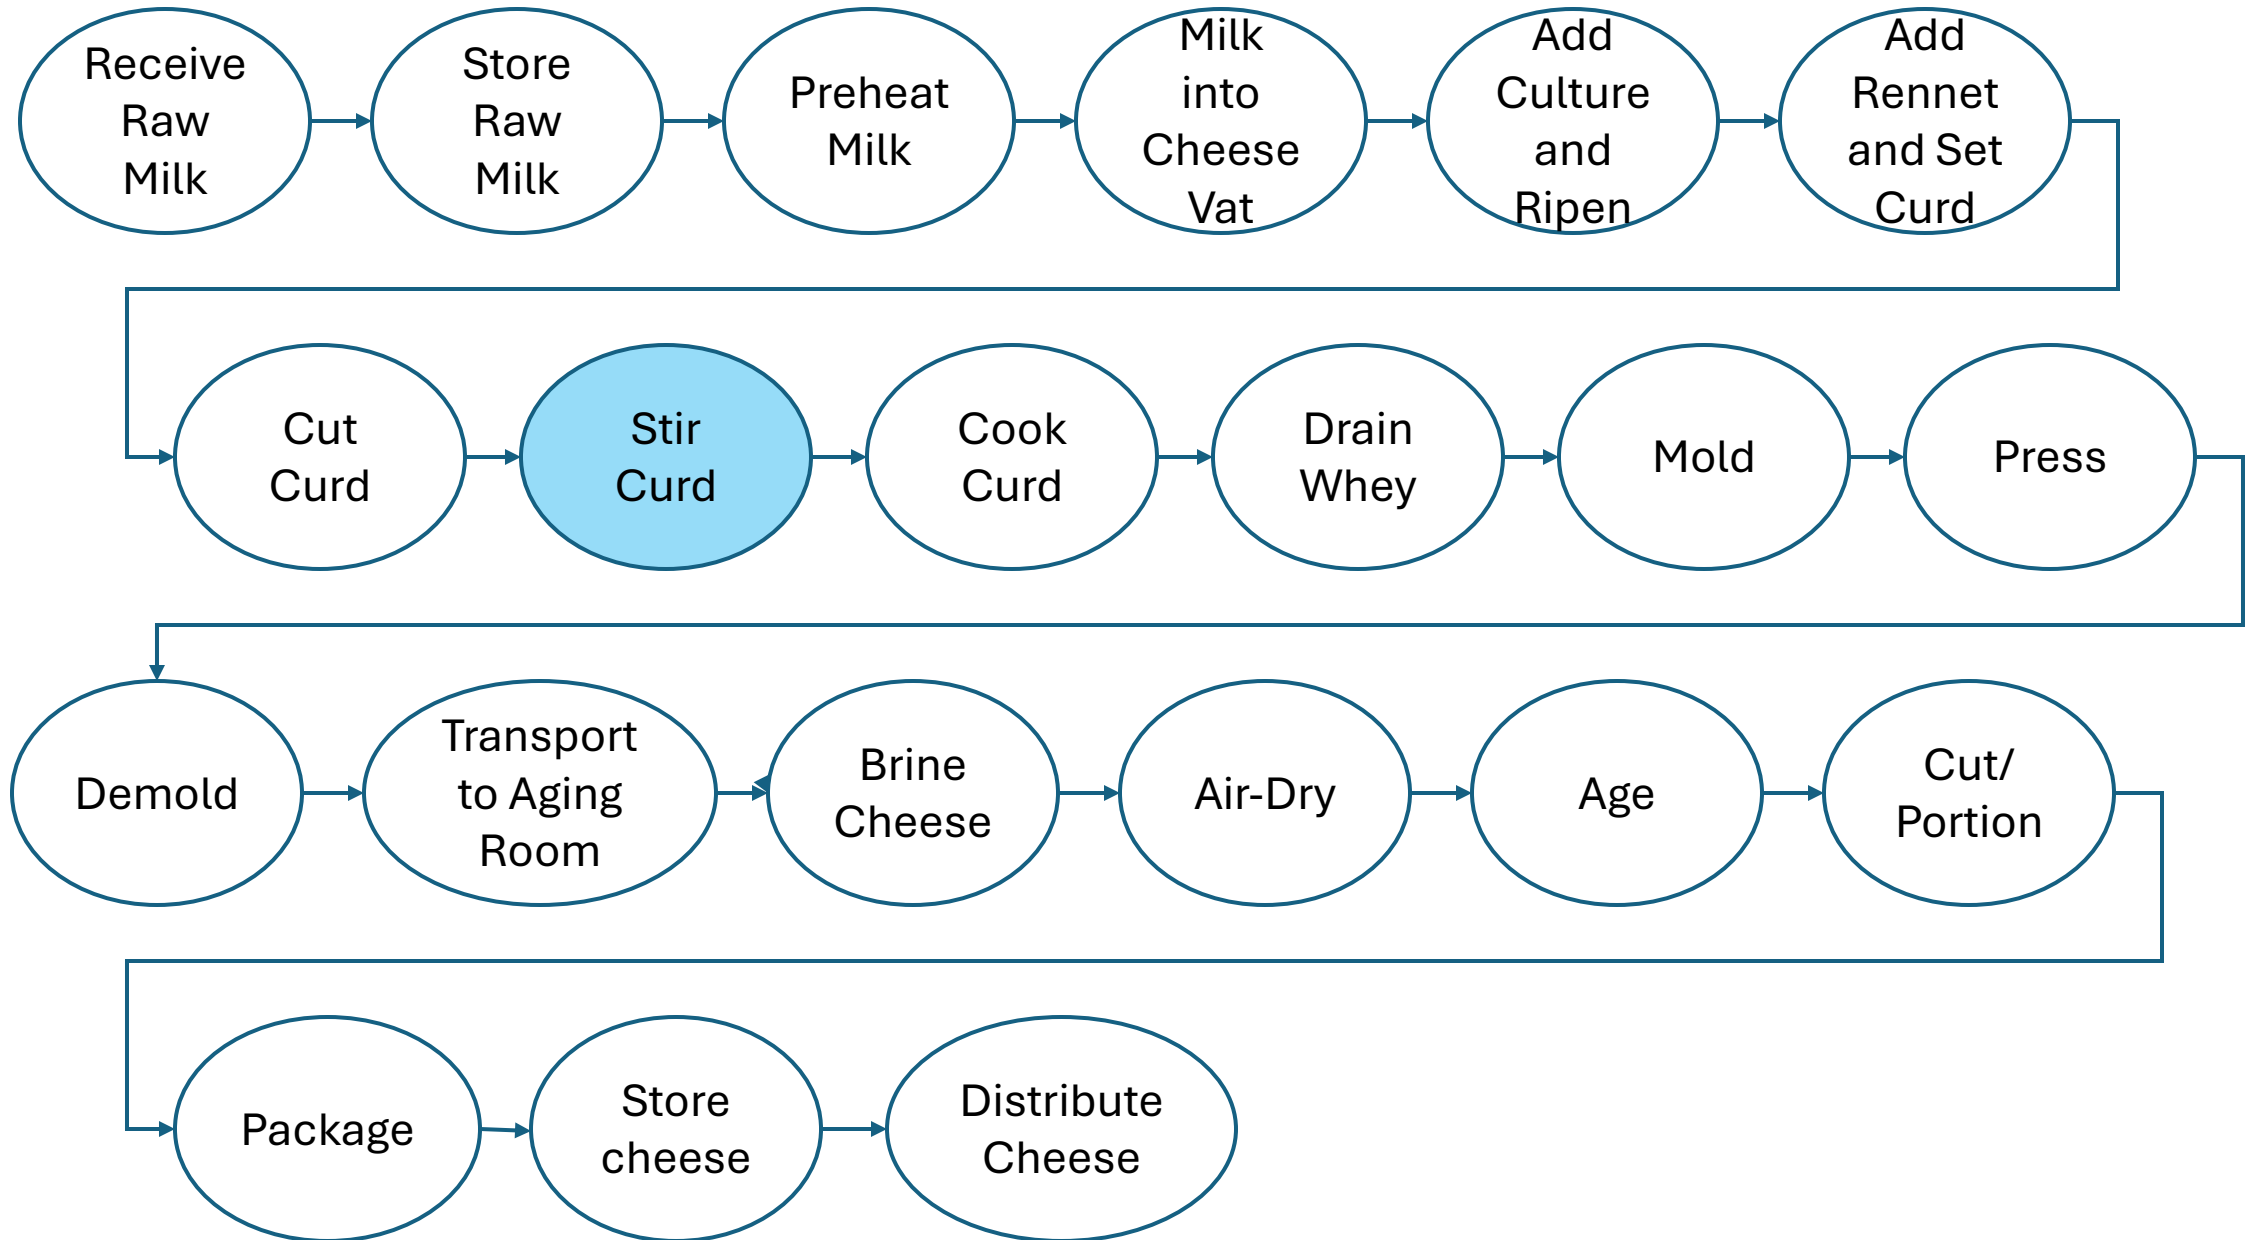 Receive
Raw
Milk
Store
Raw
Milk
Preheat
Milk
Milk
into
Cheese
Vat
Add
Culture
and
Ripen
Add
Rennet
and Set
Curd
Cut
Curd
Stir
Curd
Cook
Curd
Drain
Whey
Mold
Press
Demold
Transport
to Aging
Room
Brine
Cheese
Air-Dry
Age
Cut/
Portion
Package
Store
cheese
Distribute
Cheese